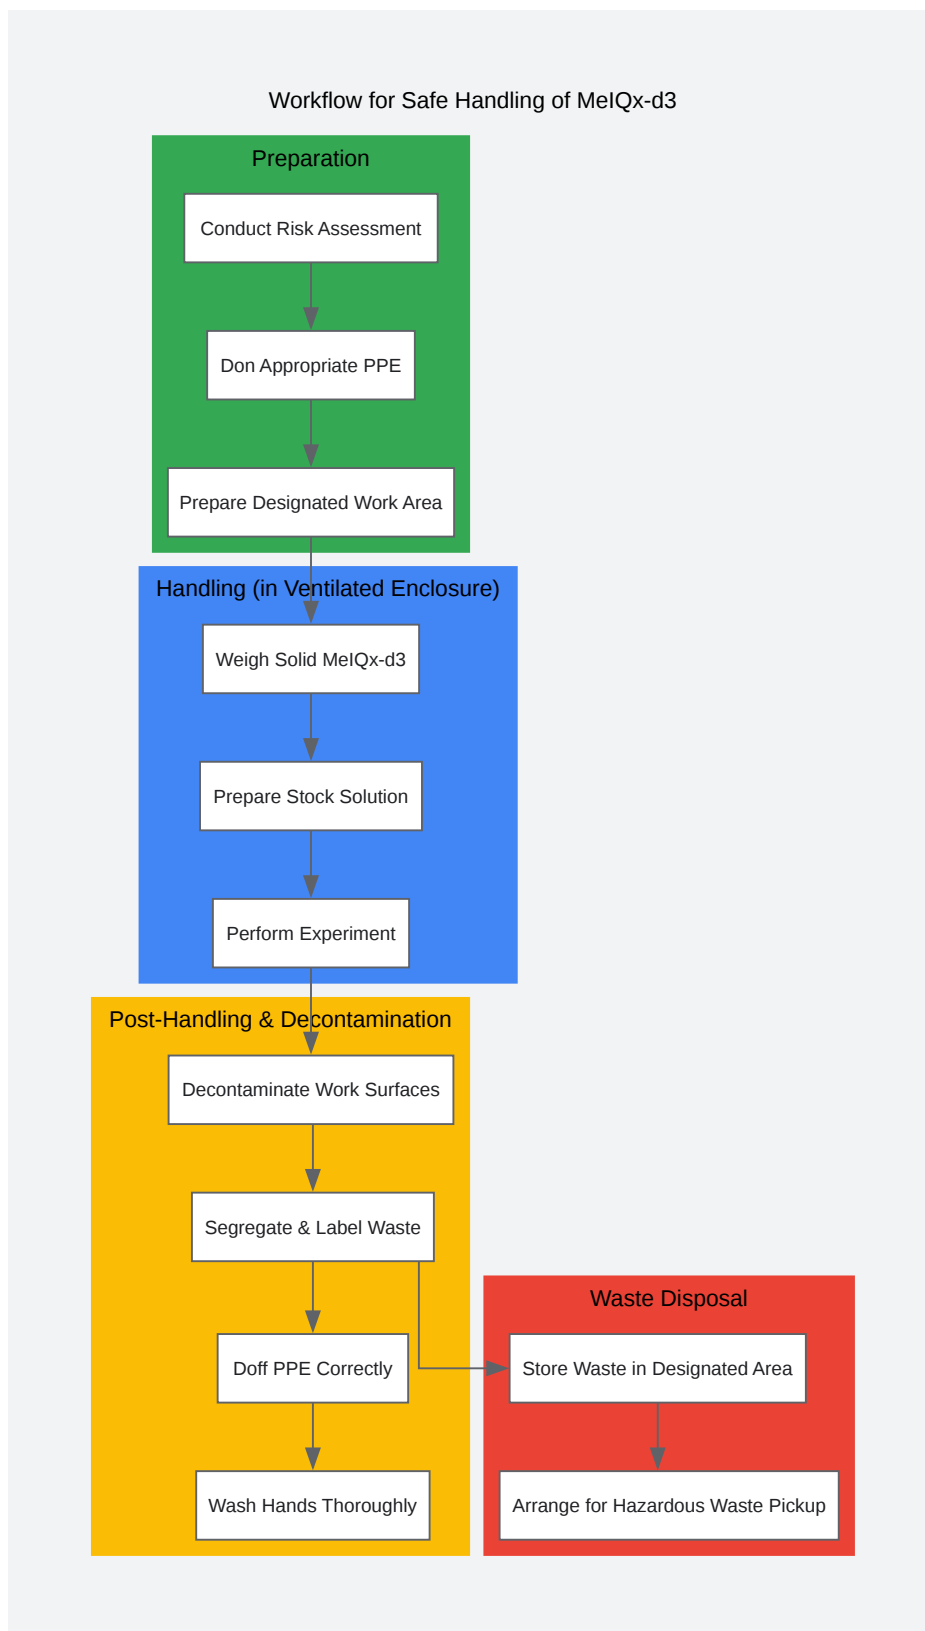 Workflow for Safe Handling of MeIQx-d3
Preparation
Conduct Risk Assessment
Don Appropriate PPE
Prepare Designated Work Area
Handling (in Ventilated Enclosure)
Weigh Solid MeIQx-d3
Prepare Stock Solution
Perform Experiment
Post-Handling & Decontamination
Decontaminate Work Surfaces
Segregate & Label Waste
Doff PPE Correctly
Wash Hands Thoroughly
Waste Disposal
Store Waste in Designated Area
Arrange for Hazardous Waste Pickup